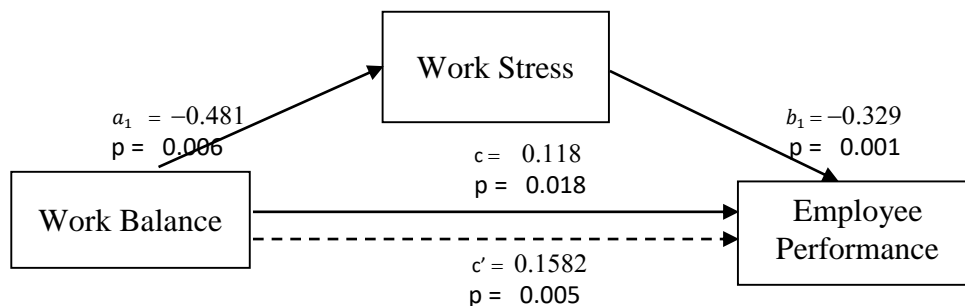 Work Stress
a₁ = −0.481
p = 0.006
b₁ = −0.329
p = 0.001
c = 0.118
p = 0.018
Work Balance
Employee
Performance
c' = 0.1582
p = 0.005